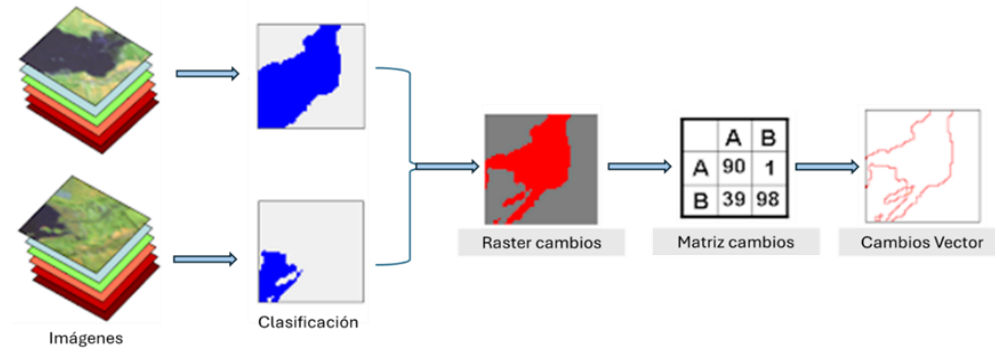 A B
A 90 1
B 39 98
Raster cambios
Matriz cambios
Cambios Vector
Clasificación
Imágenes